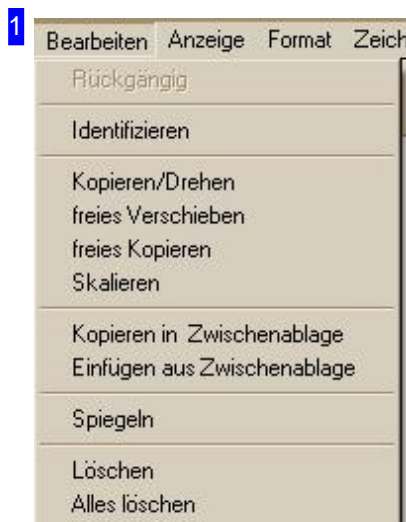 1
Bearbeiten Anzeige Format Zeich
Rückgängig
Identifizieren
Kopieren/Drehen
freies Verschieben
freies Kopieren
Skalieren
Kopieren in Zwischenablage
Einfügen aus Zwischenablage
Spiegeln
Löschen
Alles löschen